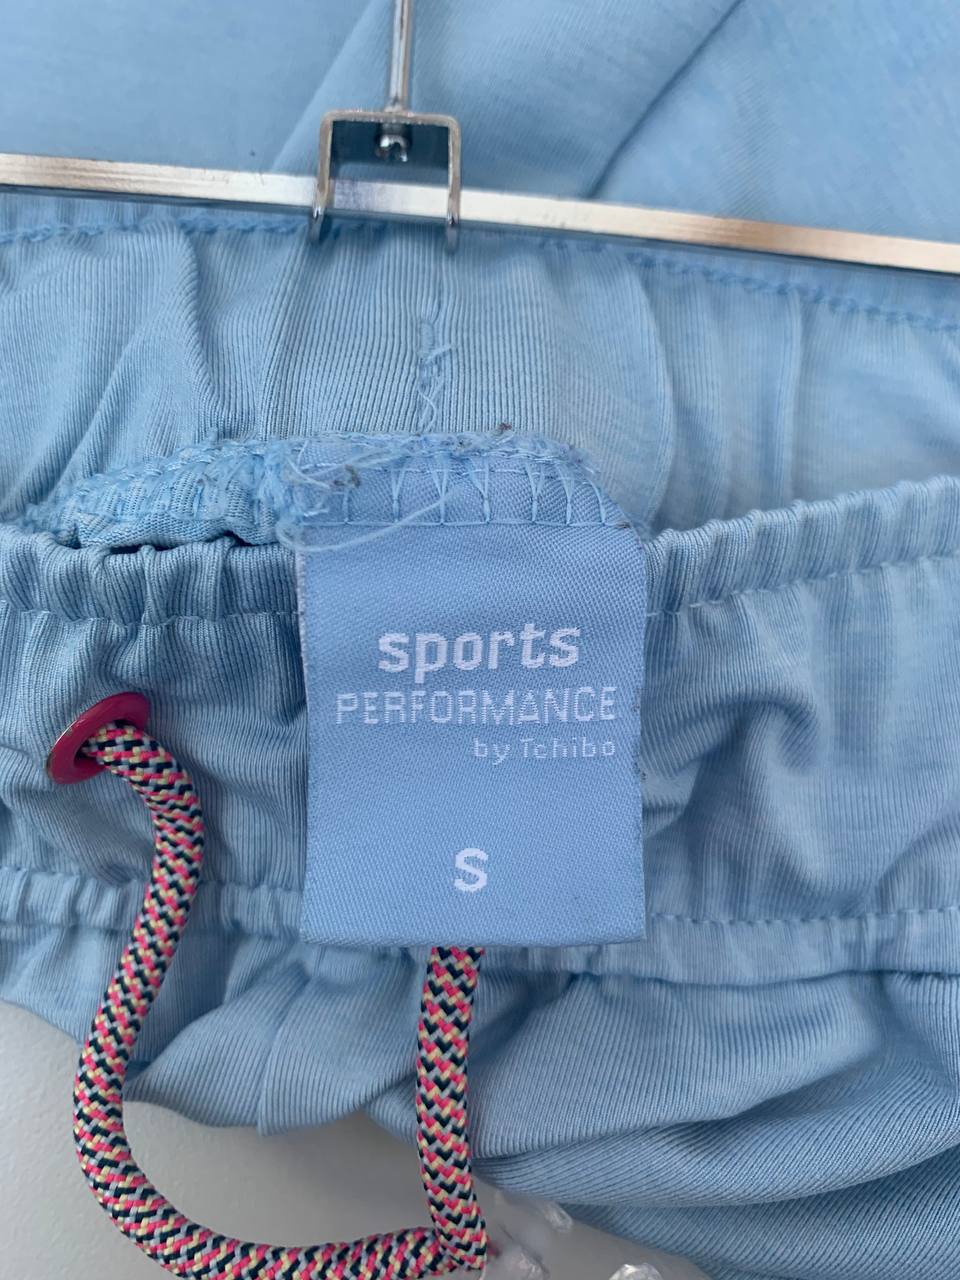 sports
PERFORMANCE
by Tchibo
S